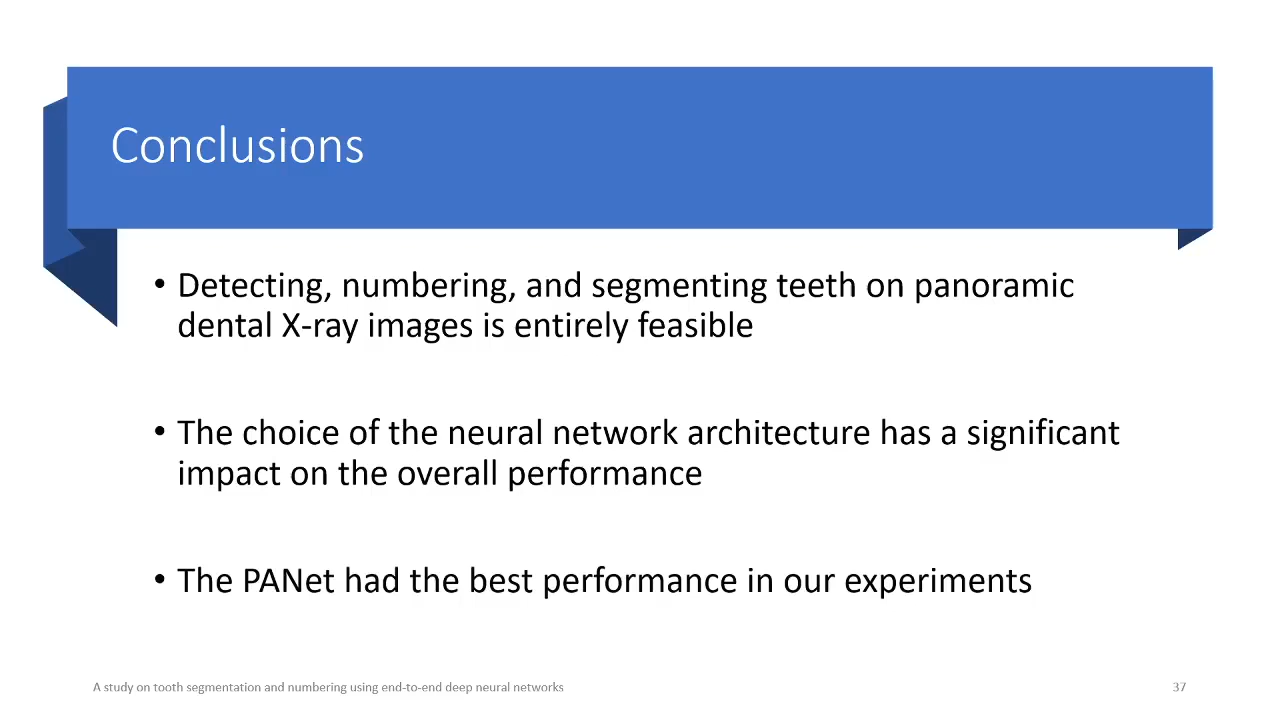 Conclusions
• Detecting, numbering, and segmenting teeth on panoramic
dental X-ray images is entirely feasible
• The choice of the neural network architecture has a significant
impact on the overall performance
• The PANet had the best performance in our experiments
A study on tooth segmentation and numbering using end-to-end deep neural networks
37